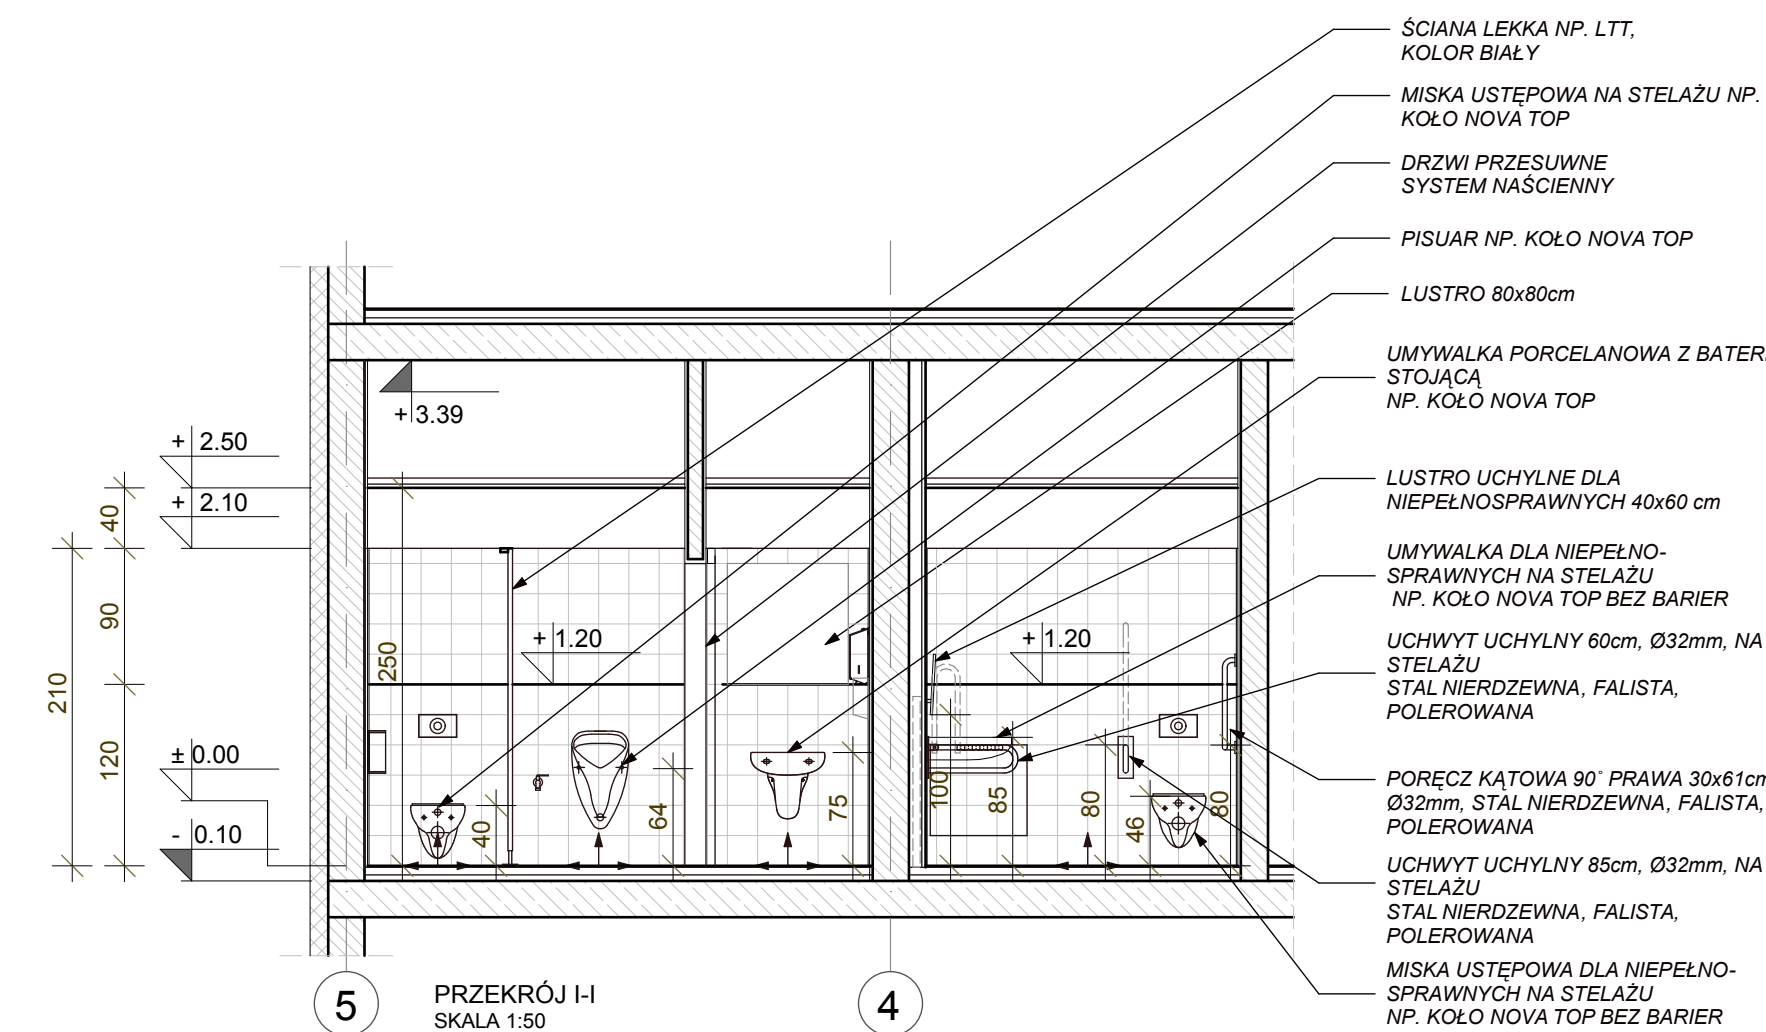 ŚCIANA LEKKA NP. LTT,
KOLOR BIAŁY
MISKA USTĘPOWA NA STELAŻU NP.
KOŁO NOVA TOP
DRZWI PRZESUWNE
SYSTEM NAŚCIENNY
PISUAR NP. KOŁO NOVA TOP
LUSTRO 80x80cm
UMYWALKA PORCELANOWA Z BATERI
STOJĄCĄ
NP. KOŁO NOVA TOP
LUSTRO UCHYLNE DLA
NIEPEŁNOSPRAWNYCH 40x60 cm
UMYWALKA DLA NIEPEŁNO-
SPRAWNYCH NA STELAŻU
NP. KOŁO NOVA TOP BEZ BARIER
UCHWYT UCHYLNY 60cm, Ø32mm, NA
STELAŻU
STAL NIERDZEWNA, FALISTA,
POLEROWANA
PORĘCZ KĄTOWA 90° PRAWA 30x61cm
Ø32mm, STAL NIERDZEWNA, FALISTA,
POLEROWANA
UCHWYT UCHYLNY 85cm, Ø32mm, NA
STELAŻU
STAL NIERDZEWNA, FALISTA,
POLEROWANA
MISKA USTĘPOWA DLA NIEPEŁNO-
SPRAWNYCH NA STELAŻU
NP. KOŁO NOVA TOP BEZ BARIER
+ 3.39
+ 2.50
+ 2.10
± 0.00
- 0.10
40
90
120
210
250
+ 1.20
+ 1.20
40
64
75
100
85
80
46
80
5
4
PRZEKRÓJ I-I
SKALA 1:50